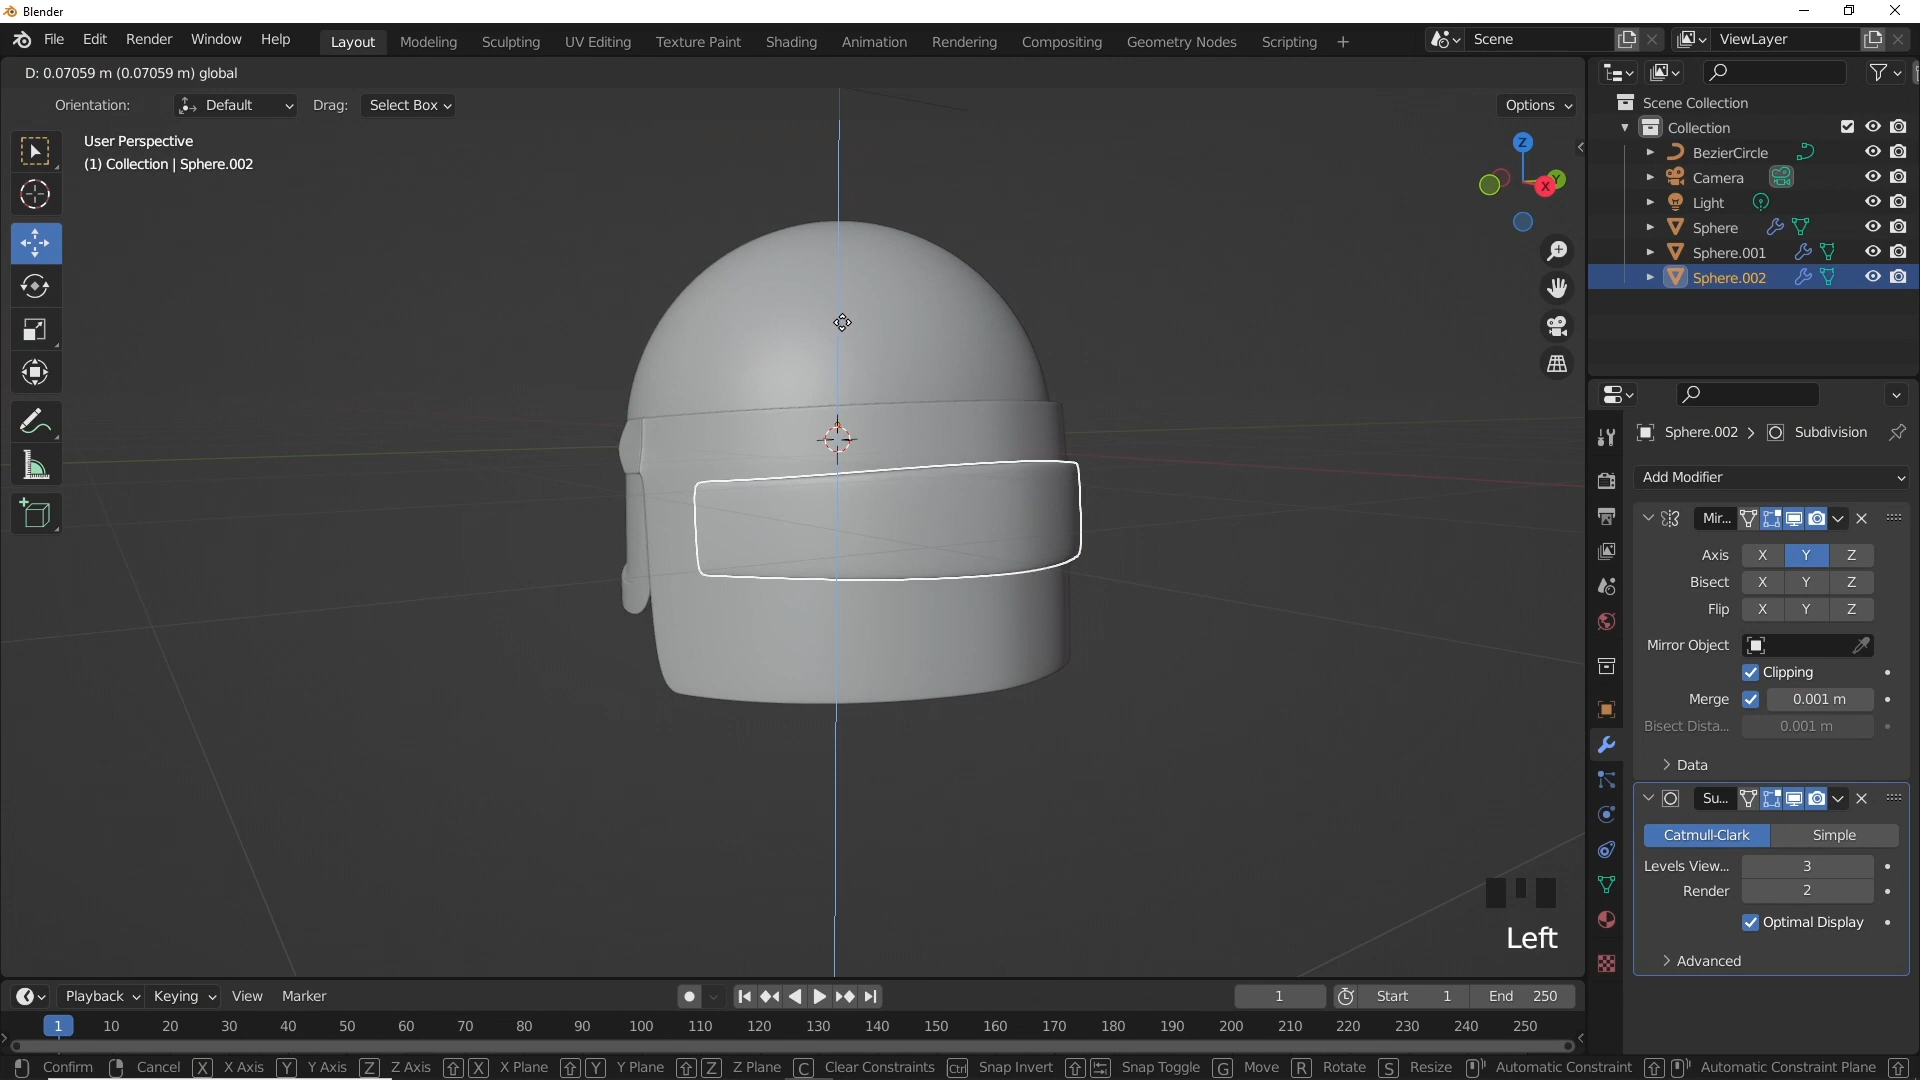 Blender
File Edit Render Window Help Layout Modeling Sculpting UV Editing Texture Paint Shading Animation Rendering Compositing Geometry Nodes Scripting + Scene ViewLayer
D: 0.07059 m (0.07059 m) global
Orientation: Default Drag: Select Box Options
User Perspective
(1) Collection | Sphere.002
Z
Y
X
Scene Collection
Collection
BezierCircle
Camera
Light
Sphere
Sphere.001
Sphere.002
Sphere.002 > Subdivision
Add Modifier
Mir...
Axis X Y Z
Bisect X Y Z
Flip X Y Z
Mirror Object
Clipping
Merge 0.001 m
Bisect Dista... 0.001 m
Data
Su...
Catmull-Clark Simple
Levels View... 3
Render 2
Optimal Display
Advanced
Left
Playback Keying View Marker 1 Start 1 End 250
1 10 20 30 40 50 60 70 80 90 100 110 120 130 140 150 160 170 180 190 200 210 220 230 240 250
Confirm Cancel X X Axis Y Y Axis Z Z Axis X X Plane Y Y Plane Z Z Plane C Clear Constraints Ctrl Snap Invert Snap Toggle G Move R Rotate S Resize Automatic Constraint Automatic Constraint Plane